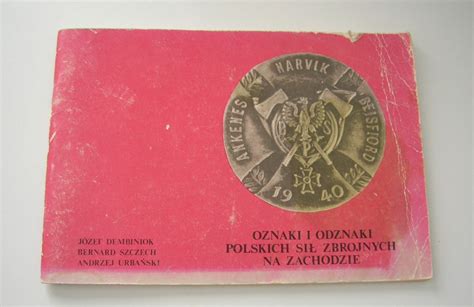 ANKENES NARVIK BEISFJORD
1940
OZNAKI I ODZNAKI
POLSKICH SIŁ ZBROJNYCH
NA ZACHODZIE
JÓZEF DEMBINIOK
BERNARD SZCZECH
ANDRZEJ URBAŃSKI